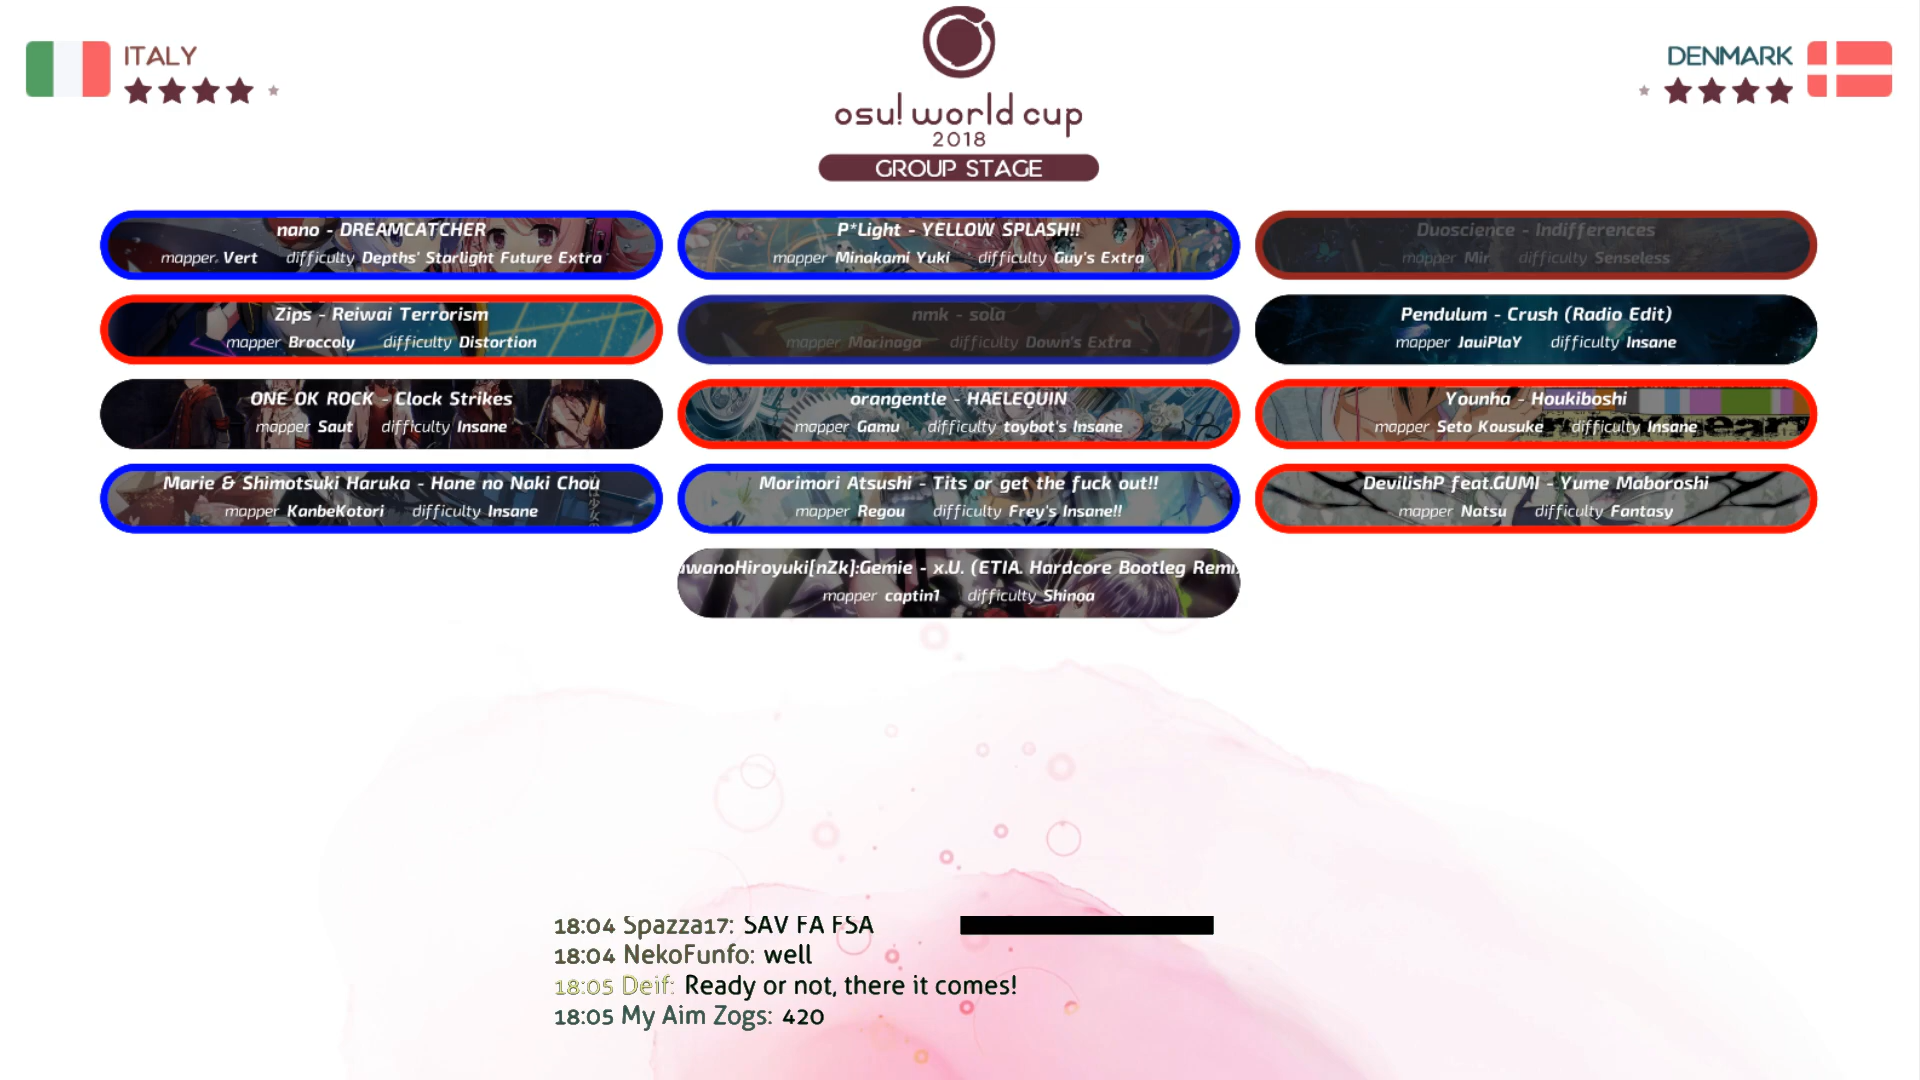 ITALY
DENMARK
osu! world cup
2018
GROUP STAGE
nano - DREAMCATCHER
mapper Vert difficulty Depths' Starlight Future Extra
P*Light - YELLOW SPLASH!!
mapper Minakami Yuki difficulty Guy's Extra
Duoscience - Indifferences
mapper Mir difficulty Senseless
Zips - Reiwai Terrorism
mapper Broccoly difficulty Distortion
nmk - sola
mapper Morinaga difficulty Down's Extra
Pendulum - Crush (Radio Edit)
mapper JauiPlaY difficulty Insane
ONE OK ROCK - Clock Strikes
mapper Saut difficulty Insane
orangentle - HAELEQUIN
mapper Gamu difficulty toybot's Insane
Younha - Houkiboshi
mapper Seto Kousuke difficulty Insane
Marie & Shimotsuki Haruka - Hane no Naki Chou
mapper KanbeKotori difficulty Insane
Morimori Atsushi - Tits or get the fuck out!!
mapper Regou difficulty Frey's Insane!!
DevilishP feat.GUMI - Yume Maboroshi
mapper Natsu difficulty Fantasy
wanoHiroyuki[nZk]:Gemie - x.U. (ETIA. Hardcore Bootleg Remi
mapper captin1 difficulty Shinoa
18:04 Spazza17: SAV FA FSA
18:04 NekoFunfo: well
18:05 Deif: Ready or not, there it comes!
18:05 My Aim Zogs: 420